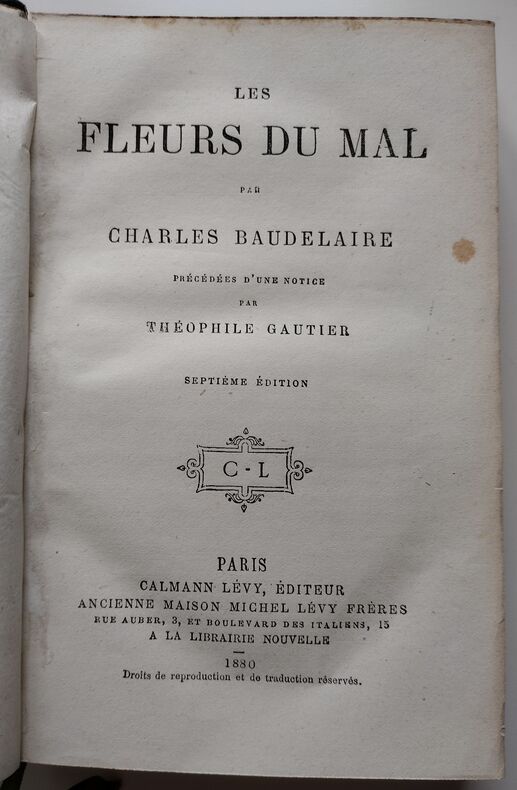 LES
FLEURS DU MAL
PAR
CHARLES BAUDELAIRE
PRÉCÉDÉES D'UNE NOTICE
PAR
THÉOPHILE GAUTIER
SEPTIÈME ÉDITION
C-L
PARIS
CALMANN LÉVY, ÉDITEUR
ANCIENNE MAISON MICHEL LÉVY FRÈRES
RUE AUBER, 3, ET BOULEVARD DES ITALIENS, 15
A LA LIBRAIRIE NOUVELLE
1880
Droits de reproduction et de traduction réservés.